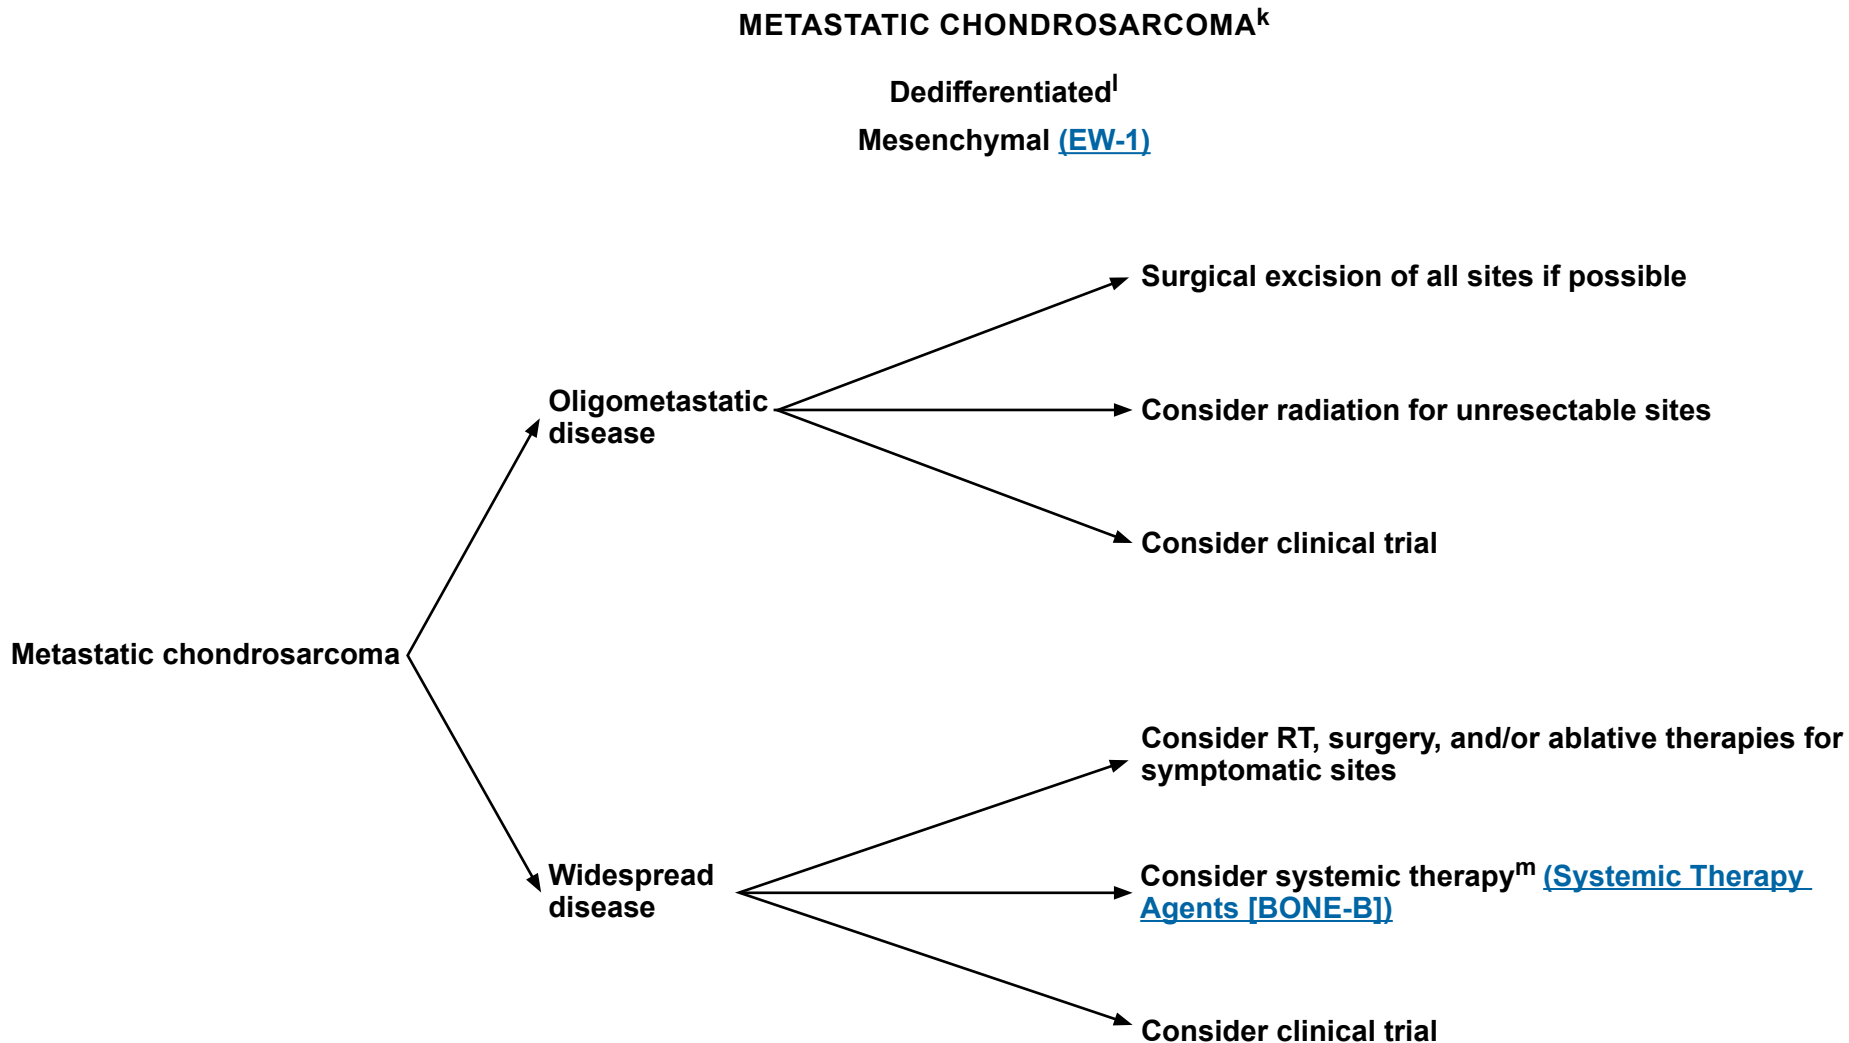 METASTATIC CHONDROSARCOMAᵏ
Dedifferentiatedˡ
Mesenchymal (EW-1)
Surgical excision of all sites if possible
Oligometastatic
disease
Consider radiation for unresectable sites
Consider clinical trial
Metastatic chondrosarcoma
Consider RT, surgery, and/or ablative therapies for
symptomatic sites
Widespread
disease
Consider systemic therapyᵐ (Systemic Therapy
Agents [BONE-B])
Consider clinical trial